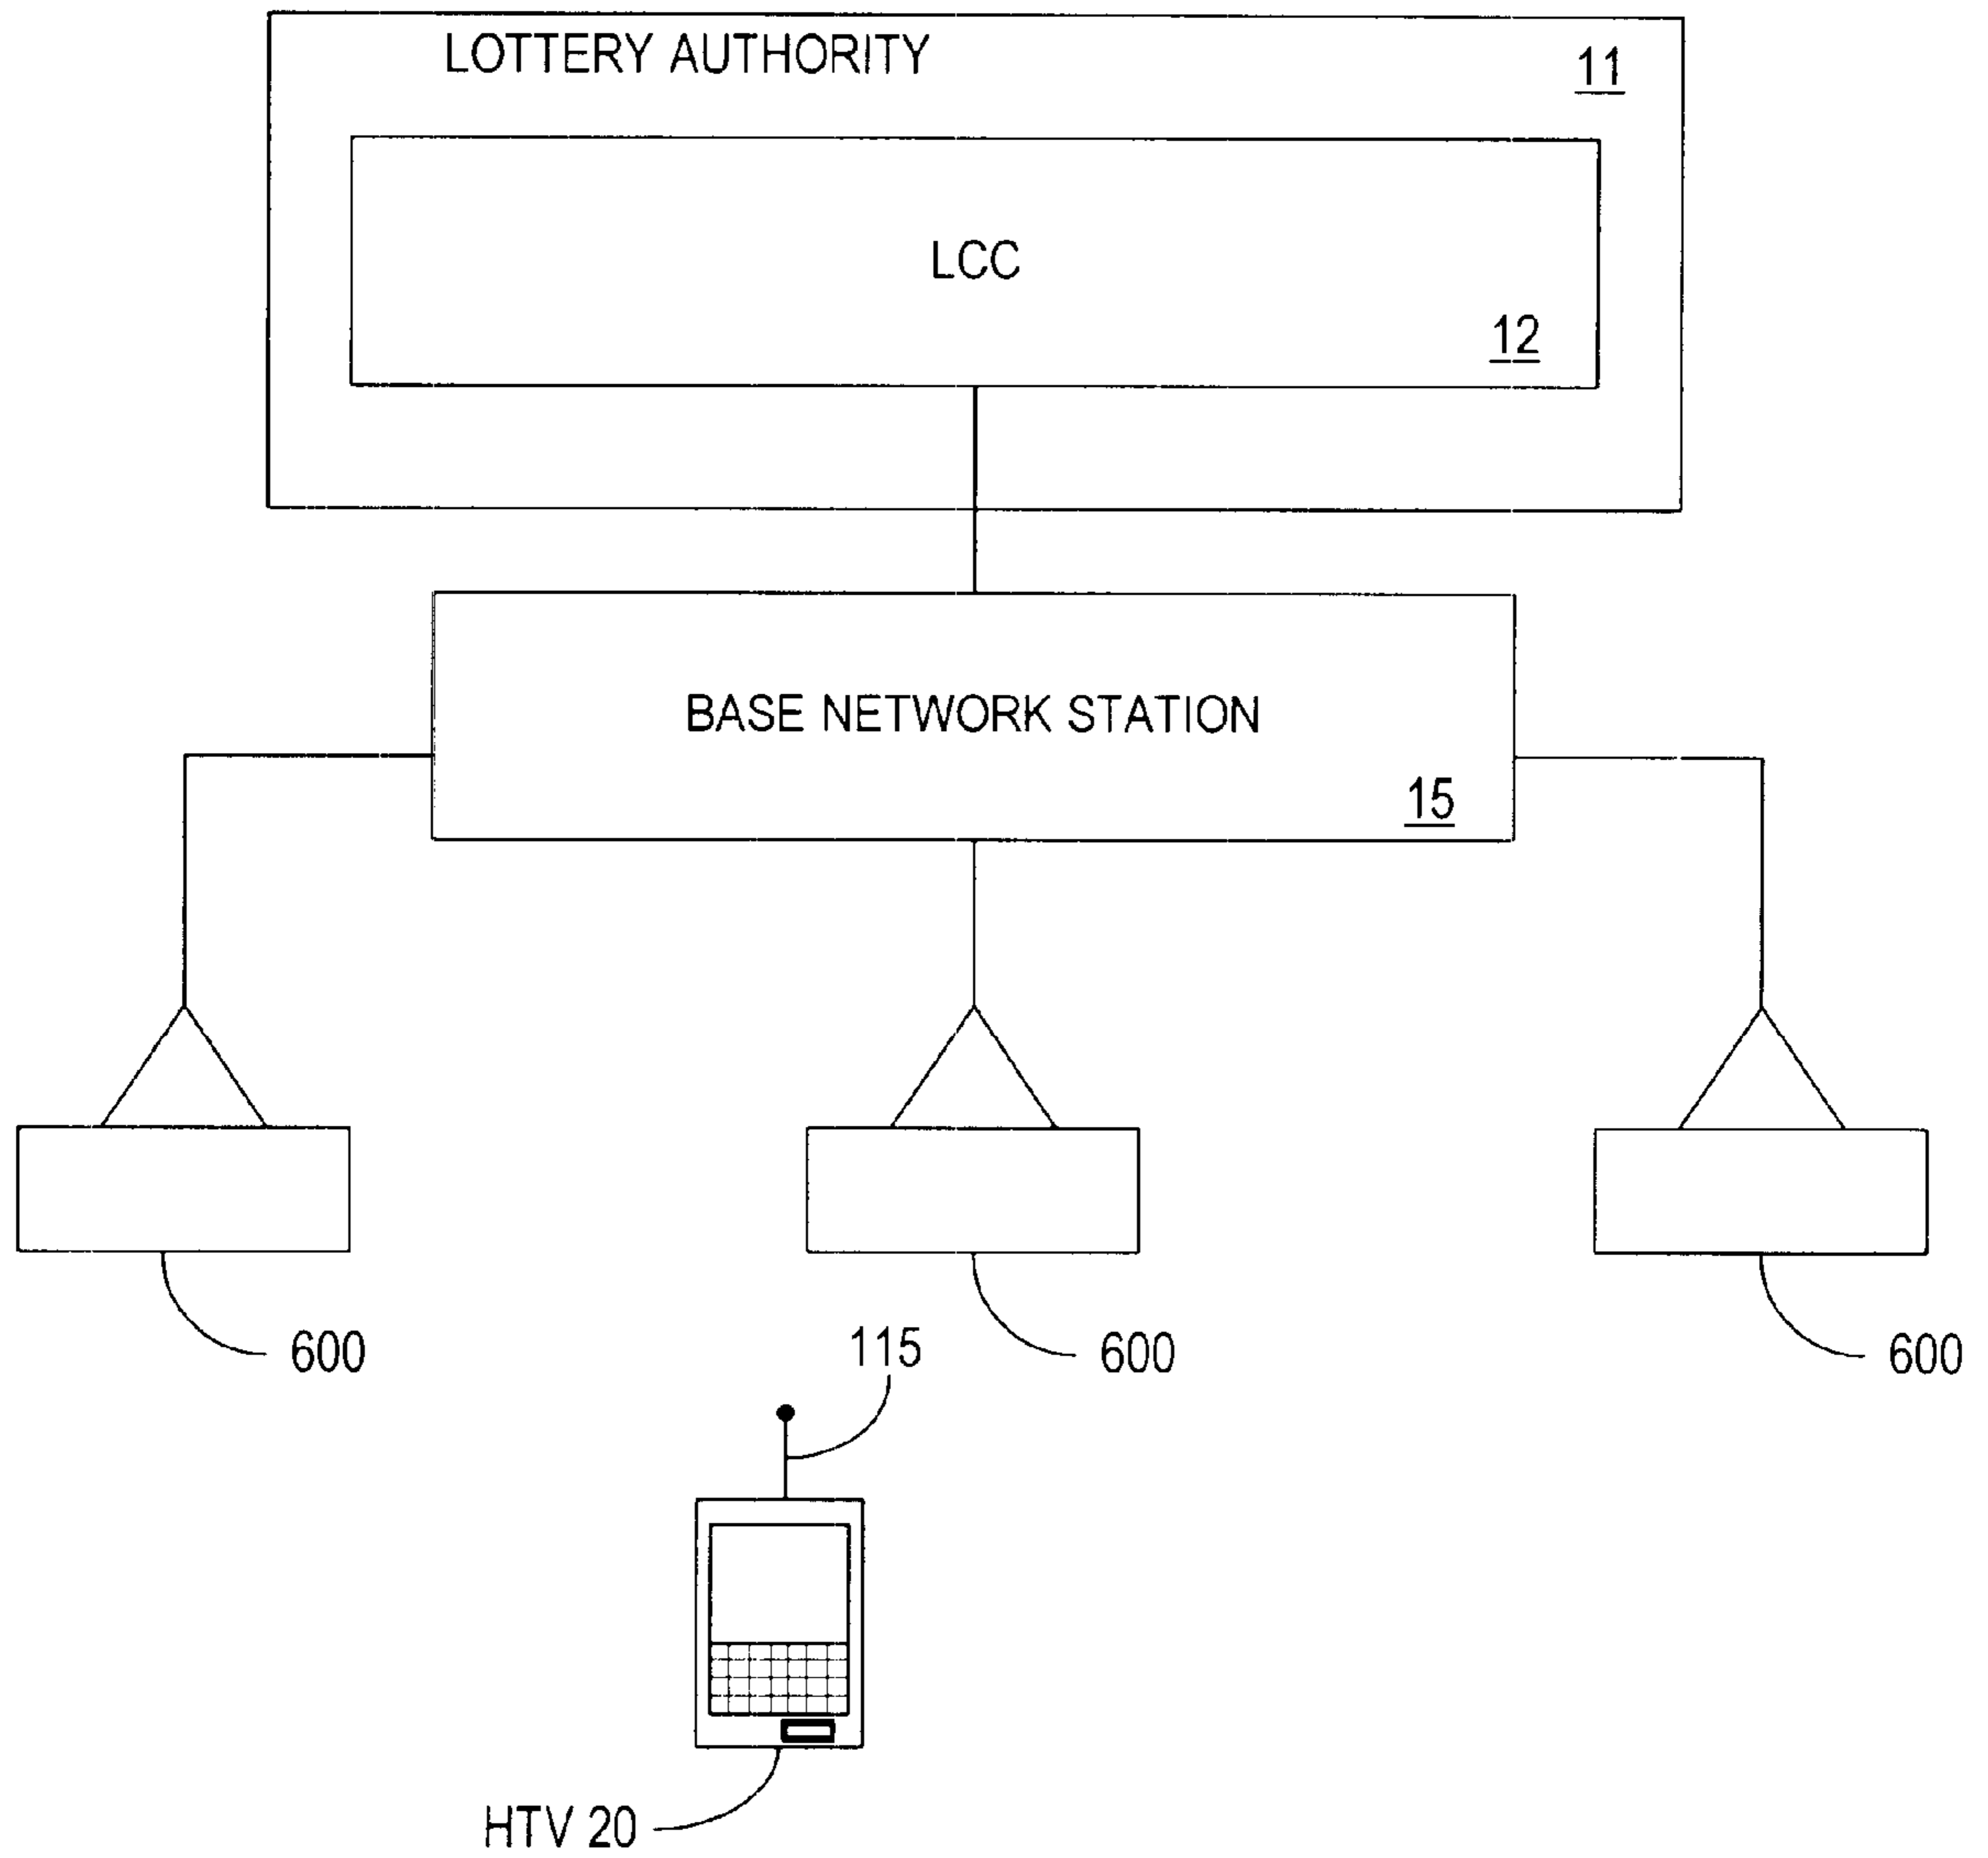 LOTTERY AUTHORITY
11
LCC
12
BASE NETWORK STATION
15
600
115
600
600
HTV 20